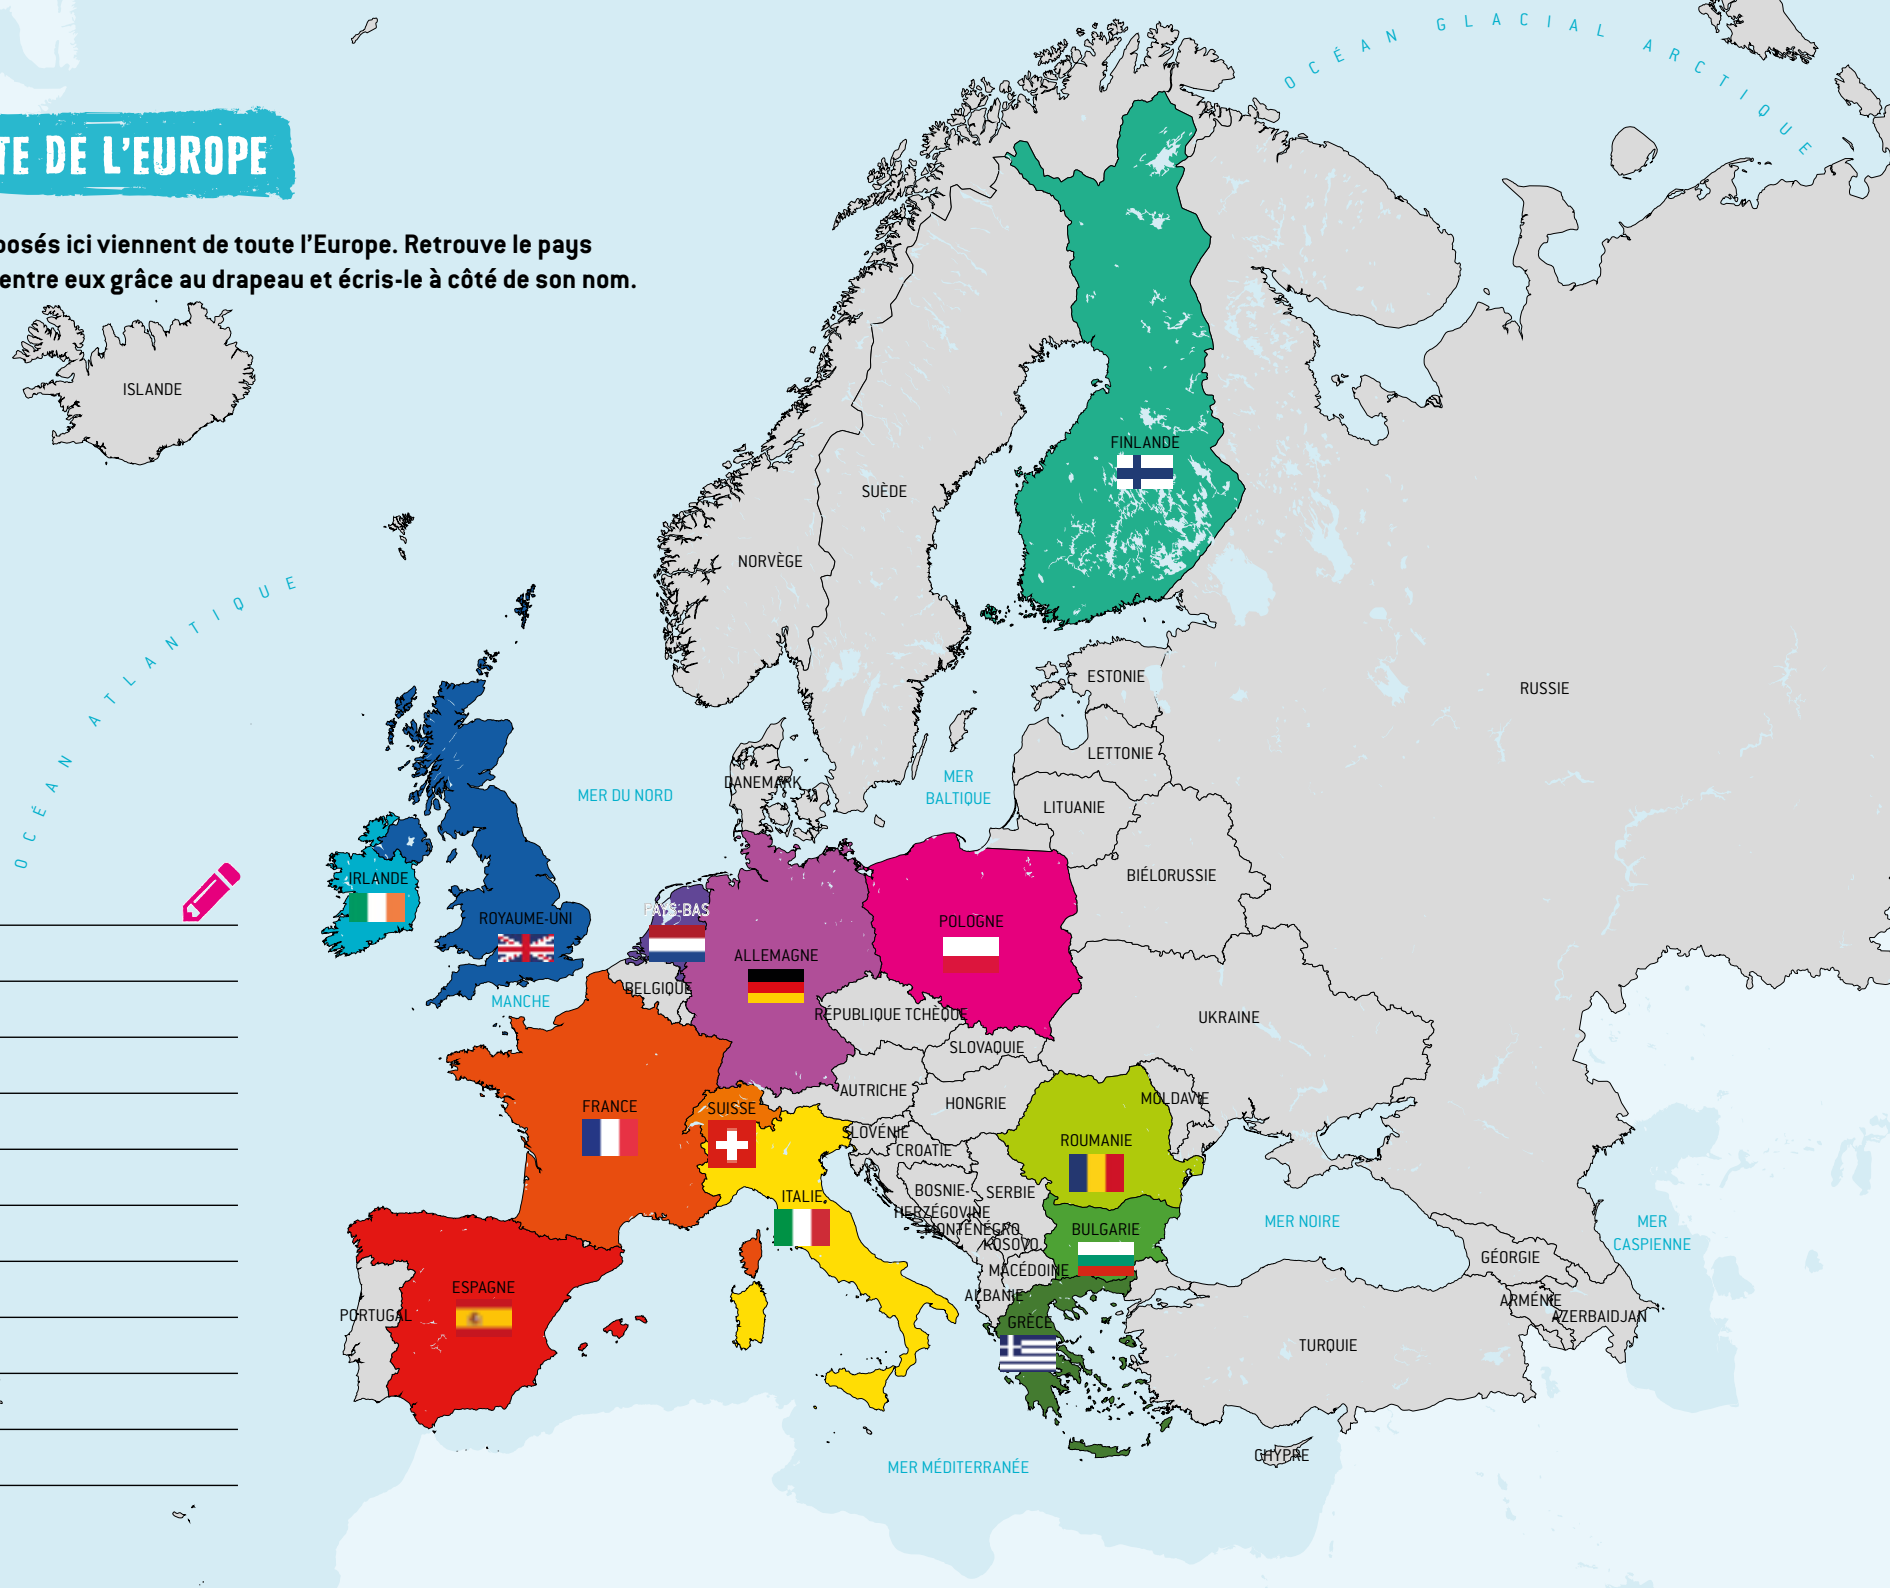 OCÉAN GLACIAL ARCTIQUE
TE DE L'EUROPE
posés ici viennent de toute l'Europe. Retrouve le pays
entre eux grâce au drapeau et écris-le à côté de son nom.
ISLANDE
FINLANDE
SUÈDE
NORVÈGE
OCÉAN ATLANTIQUE
ESTONIE
RUSSIE
LETTONIE
MER
BALTIQUE
DANEMARK
MER DU NORD
LITUANIE
BIÉLORUSSIE
IRLANDE
ROYAUME-UNI
PAYS-BAS
POLOGNE
ALLEMAGNE
BELGIQUE
MANCHE
RÉPUBLIQUE TCHÈQUE
UKRAINE
SLOVAQUIE
AUTRICHE
HONGRIE
MOLDAVIE
FRANCE
SUISSE
SLOVÉNIE
ROUMANIE
CROATIE
BOSNIE-
HERZÉGOVINE
SERBIE
ITALIE
MONTÉNÉGRO
BULGARIE
KOSOVO
MER NOIRE
MER
CASPIENNE
GÉORGIE
MACÉDOINE
ESPAGNE
ALBANIE
ARMÉNIE
AZERBAIDJAN
PORTUGAL
GRÈCE
TURQUIE
CHYPRE
MER MÉDITERRANÉE